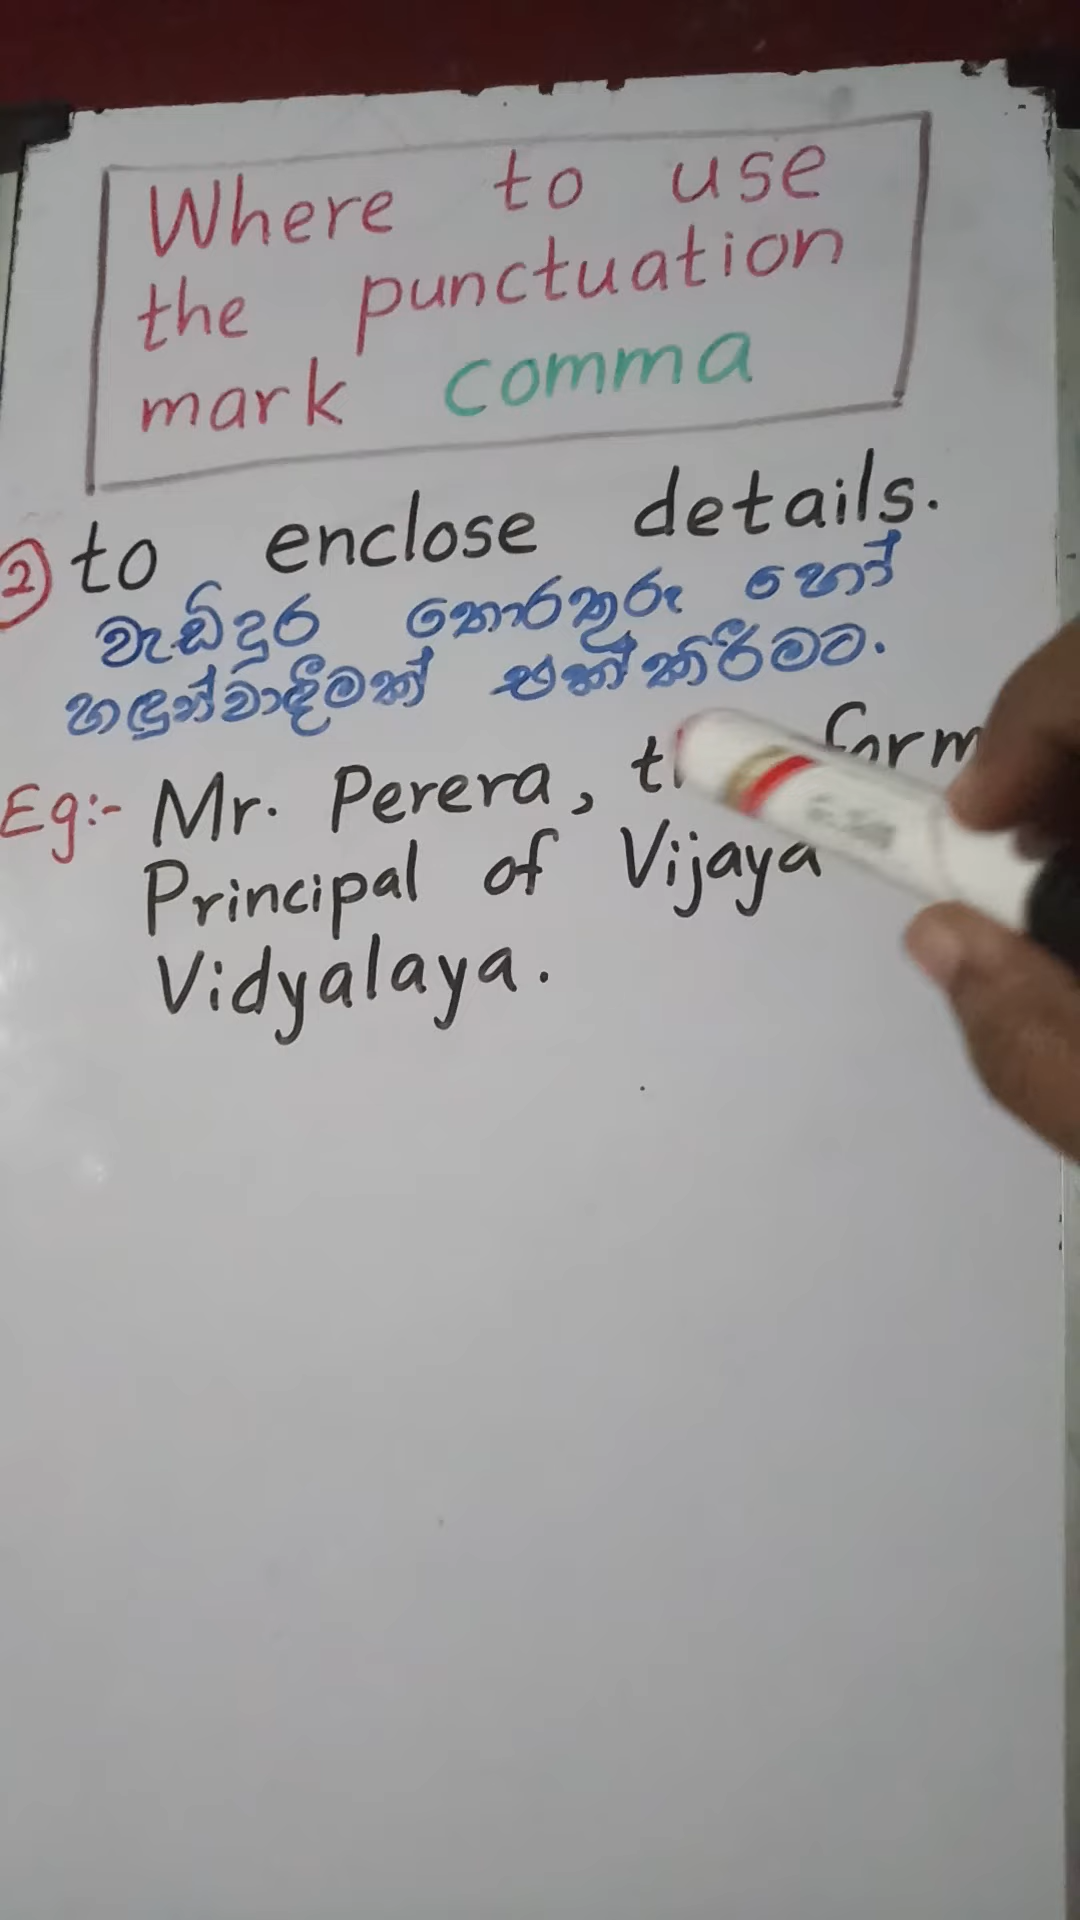 Where to use
the punctuation
mark comma
2 to enclose details.
වැඩිදුර තොරතුරු හෝ
හඳුන්වාදීමක් එක්කිරීමට.
Eg:- Mr. Perera,
Principal of Vijaya
Vidyalaya.